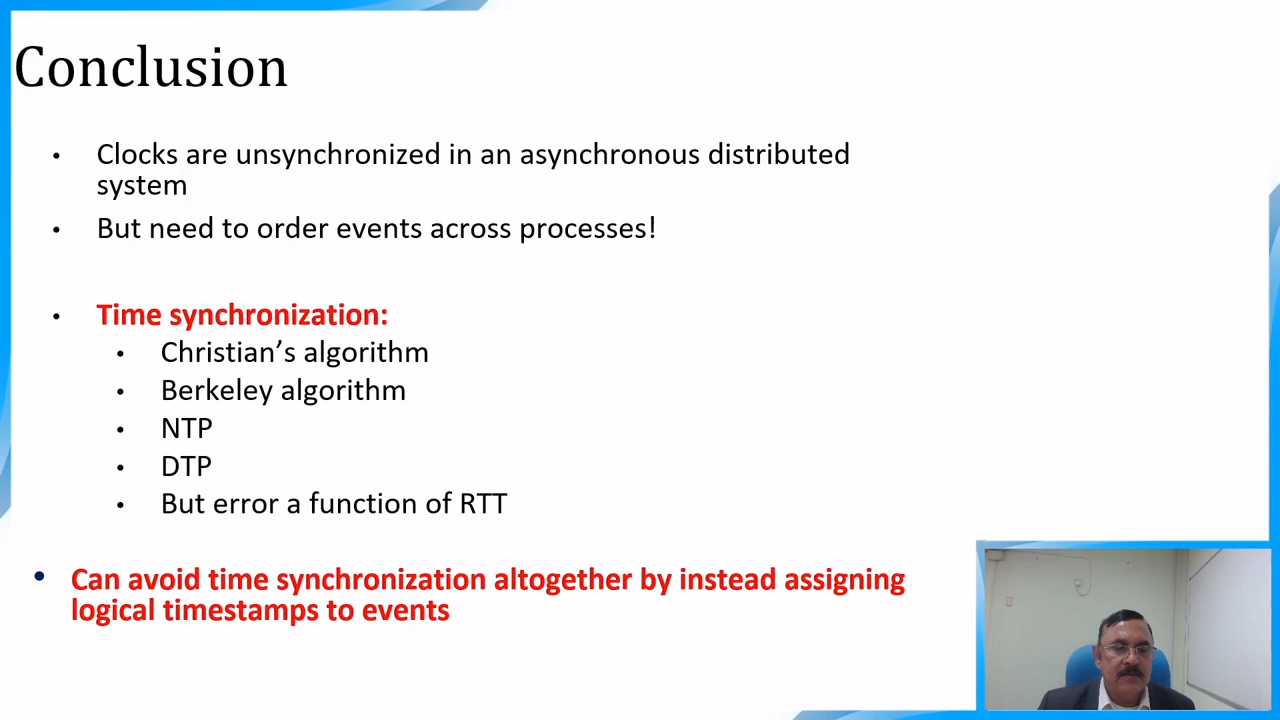 Conclusion
• Clocks are unsynchronized in an asynchronous distributed
system
• But need to order events across processes!
• Time synchronization:
• Christian’s algorithm
• Berkeley algorithm
• NTP
• DTP
• But error a function of RTT
• Can avoid time synchronization altogether by instead assigning
logical timestamps to events